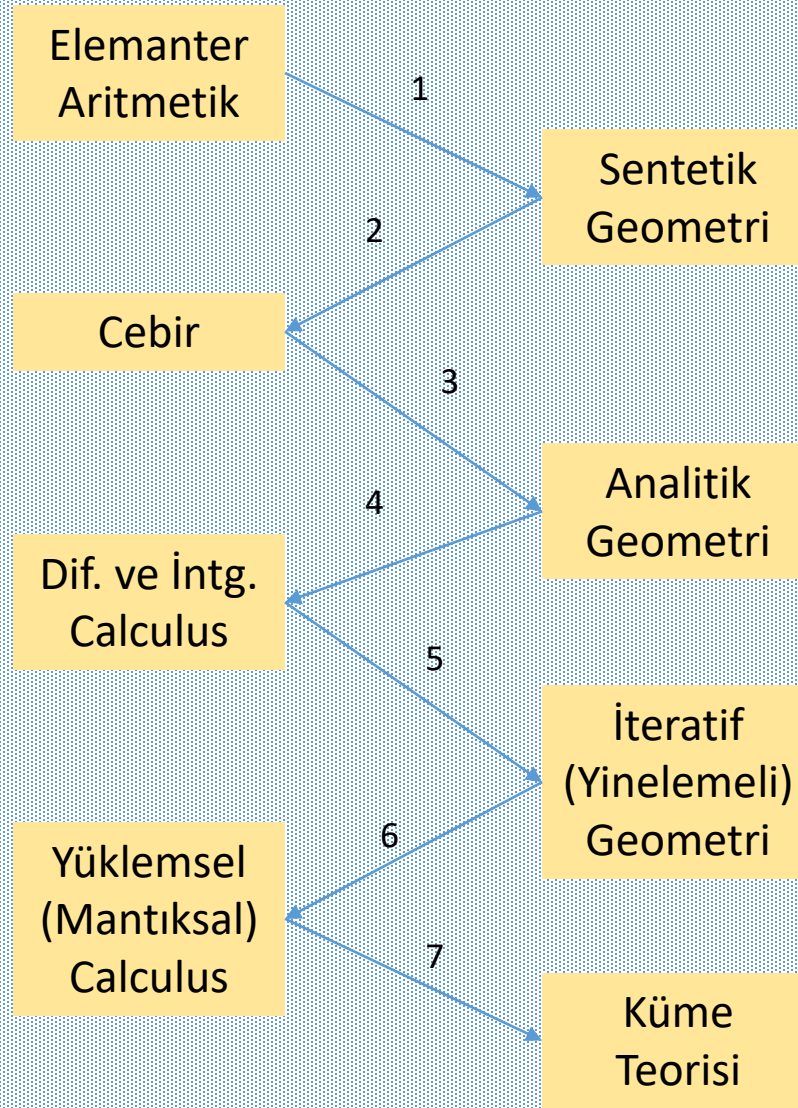 Elemanter
Aritmetik
1
Sentetik
Geometri
2
Cebir
3
Analitik
Geometri
4
Dif. ve İntg.
Calculus
5
İteratif
(Yinelemeli)
Geometri
6
Yüklemsel
(Mantıksal)
Calculus
7
Küme
Teorisi